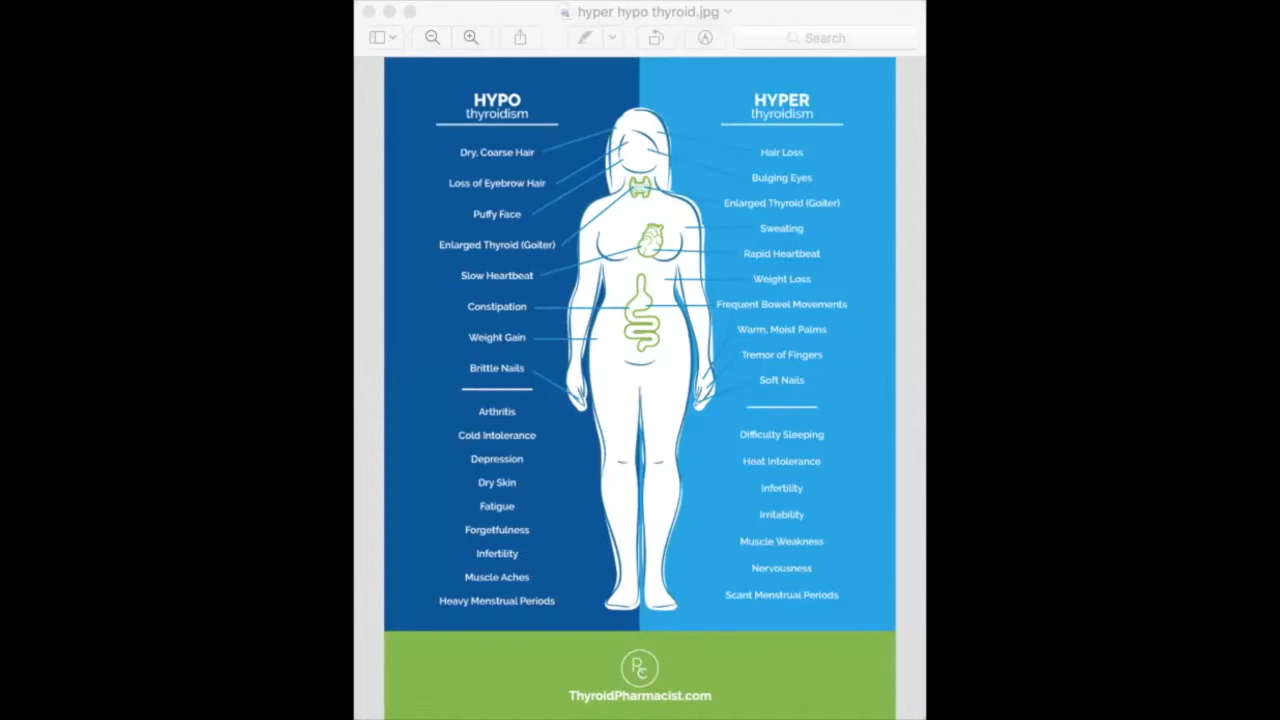 hyper hypo thyroid.jpg
Search
HYPO
thyroidism
Dry, Coarse Hair
Loss of Eyebrow Hair
Puffy Face
Enlarged Thyroid (Goiter)
Slow Heartbeat
Constipation
Weight Gain
Brittle Nails
Arthritis
Cold Intolerance
Depression
Dry Skin
Fatigue
Forgetfulness
Infertility
Muscle Aches
Heavy Menstrual Periods
HYPER
thyroidism
Hair Loss
Bulging Eyes
Enlarged Thyroid (Goiter)
Sweating
Rapid Heartbeat
Weight Loss
Frequent Bowel Movements
Warm, Moist Palms
Tremor of Fingers
Soft Nails
Difficulty Sleeping
Heat Intolerance
Infertility
Irritability
Muscle Weakness
Nervousness
Scant Menstrual Periods
PC
ThyroidPharmacist.com